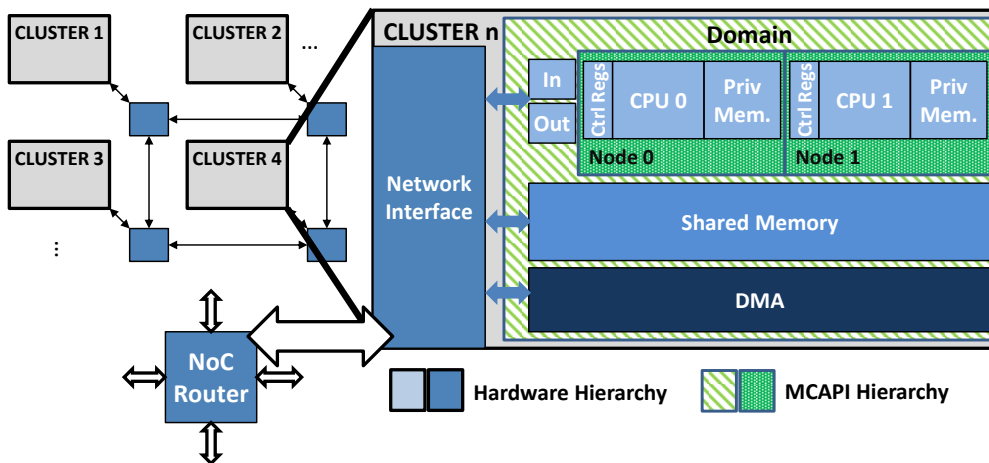 CLUSTER 1
CLUSTER 2
...
CLUSTER 3
CLUSTER 4
...
NoC
Router
CLUSTER n
Network
Interface
Domain
In
Out
Ctrl Regs
CPU 0
Priv
Mem.
Node 0
Ctrl Regs
CPU 1
Priv
Mem.
Node 1
Shared Memory
DMA
Hardware Hierarchy
MCAPI Hierarchy